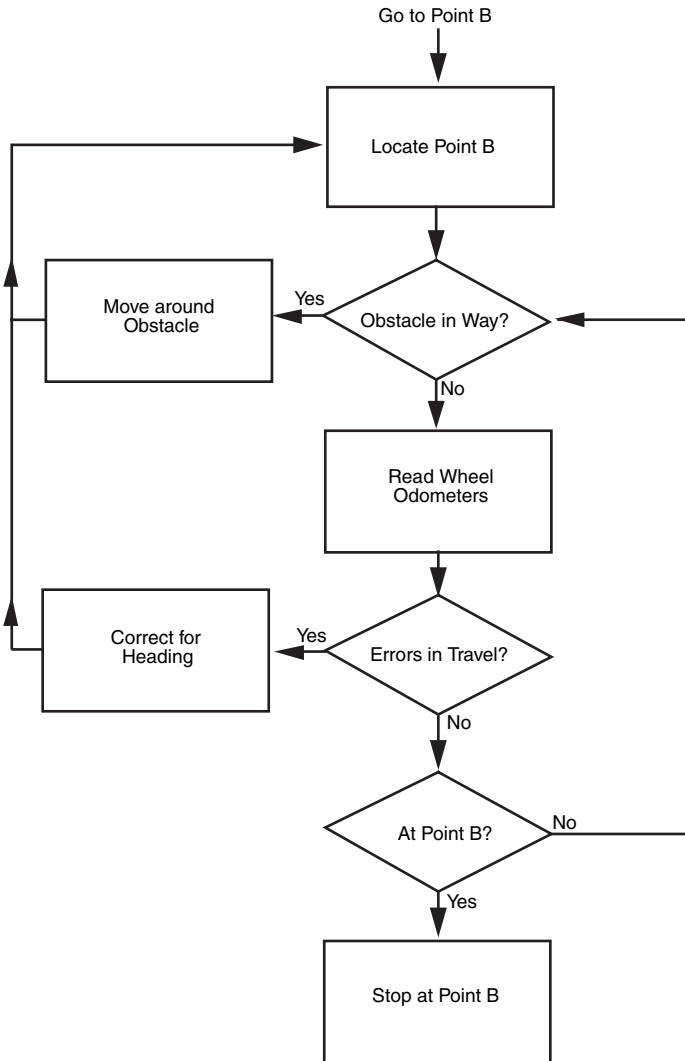 Go to Point B
Locate Point B
Yes
Move around
Obstacle
Obstacle in Way?
No
Read Wheel
Odometers
Yes
Correct for
Heading
Errors in Travel?
No
At Point B?
No
Yes
Stop at Point B